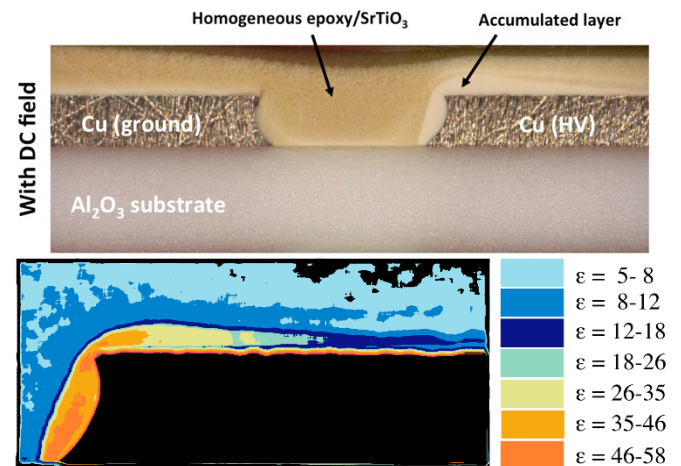 Homogeneous epoxy/SrTiO₃
Accumulated layer
With DC field
Cu (ground)
Cu (HV)
Al₂O₃ substrate
ε = 5- 8
ε = 8-12
ε = 12-18
ε = 18-26
ε = 26-35
ε = 35-46
ε = 46-58